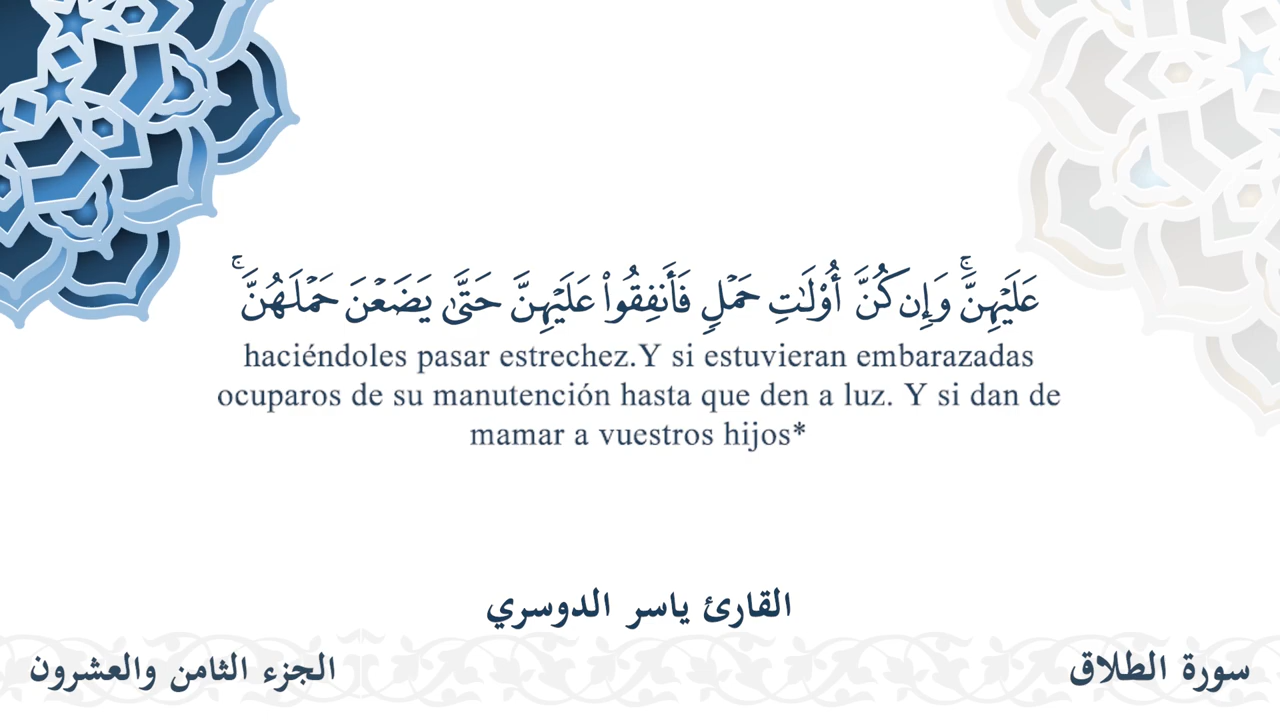 عَلَيْهِنَّۚ وَإِن كُنَّ أُوْلَٰتِ حَمْلٖ فَأَنفِقُواْ عَلَيْهِنَّ حَتَّىٰ يَضَعْنَ حَمْلَهُنَّۚ
haciéndoles pasar estrechez.Y si estuvieran embarazadas
ocuparos de su manutención hasta que den a luz. Y si dan de
mamar a vuestros hijos*
القارئ ياسر الدوسري
سورة الطلاق
الجزء الثامن والعشرون